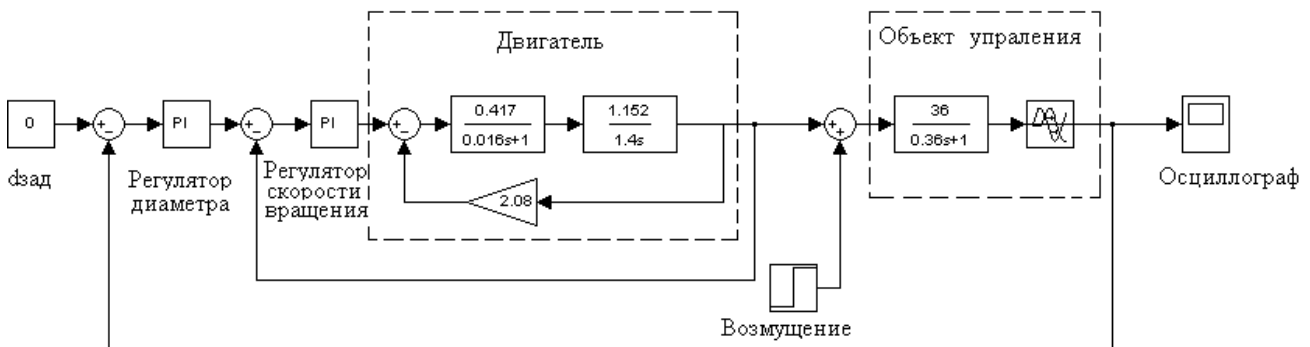 Двигатель
Объект упраления
0
+
−
PI
+
−
PI
+
−
0.417
0.016s+1
1.152
1.4s
+
+
36
0.36s+1
dзад
Регулятор
диаметра
Регулятор
скорости
вращения
2.08
Осциллограф
Возмущение